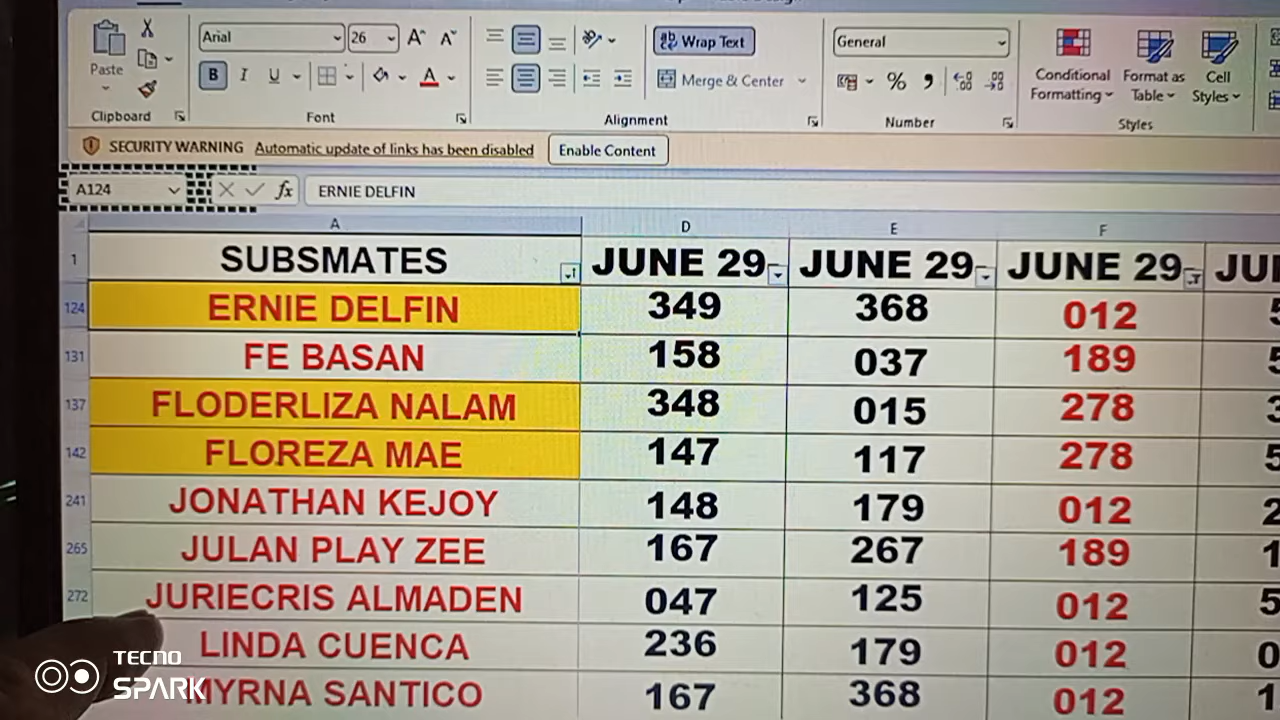 Arial 26 A^ A˅ Wrap Text General
Paste B I U A Merge & Center % , Conditional Formatting Format as Table Cell Styles
Clipboard Font Alignment Number Styles
SECURITY WARNING Automatic update of links has been disabled Enable Content
A124 fx ERNIE DELFIN
A D E F
1 SUBSMATES JUNE 29 JUNE 29 JUNE 29
124 ERNIE DELFIN 349 368 012
131 FE BASAN 158 037 189
137 FLODERLIZA NALAM 348 015 278
142 FLOREZA MAE 147 117 278
241 JONATHAN KEJOY 148 179 012
265 JULAN PLAY ZEE 167 267 189
272 JURIECRIS ALMADEN 047 125 012
LINDA CUENCA 236 179 012
MYRNA SANTICO 167 368 012
TECNO
SPARK